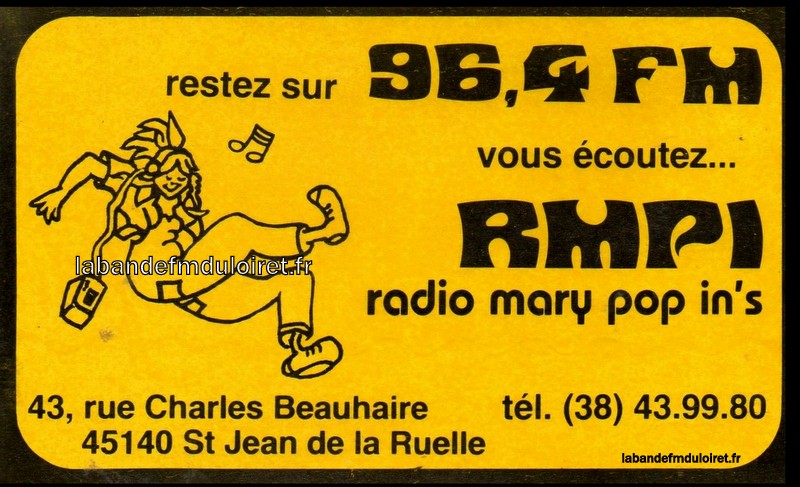 restez sur 96,4 FM
vous écoutez...
RMPI
labandefmduloiret.fr
radio mary pop in's
43, rue Charles Beauhaire
tél. (38) 43.99.80
45140 St Jean de la Ruelle
labandefmduloiret.fr